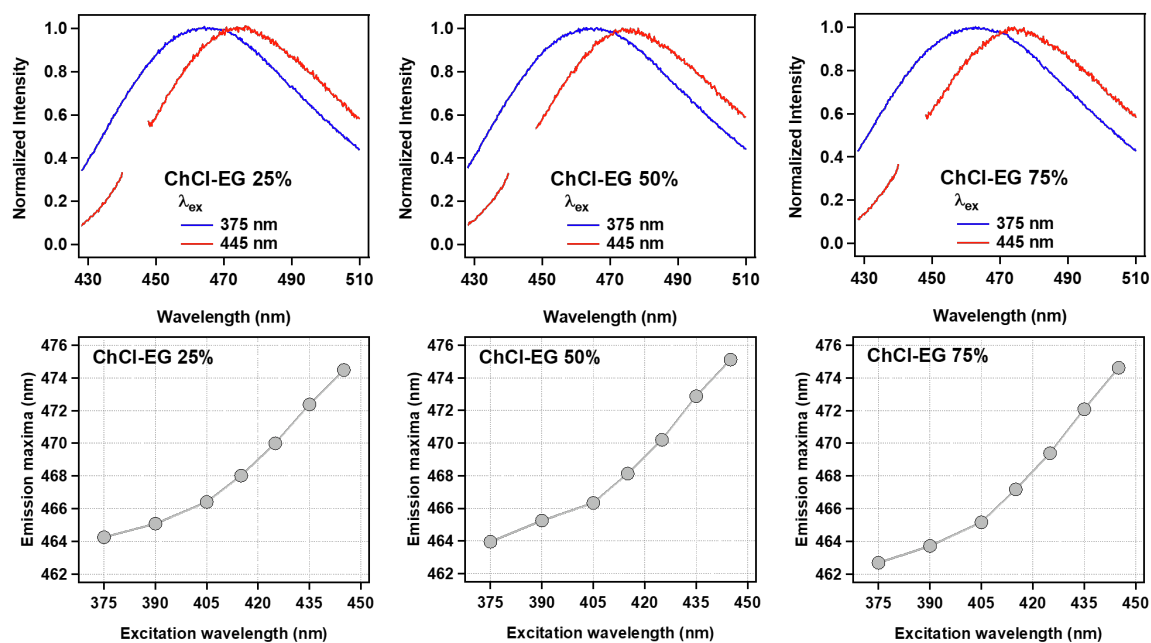 Normalized Intensity
1.0
0.8
0.6
0.4
0.2
0.0
ChCl-EG 25%
λex
375 nm
445 nm
430 450 470 490 510
Wavelength (nm)
Normalized Intensity
1.0
0.8
0.6
0.4
0.2
0.0
ChCl-EG 50%
λex
375 nm
445 nm
430 450 470 490 510
Wavelength (nm)
Normalized Intensity
1.0
0.8
0.6
0.4
0.2
0.0
ChCl-EG 75%
λex
375 nm
445 nm
430 450 470 490 510
Wavelength (nm)
Emission maxima (nm)
476
474
472
470
468
466
464
462
ChCl-EG 25%
375 390 405 420 435 450
Excitation wavelength (nm)
Emission maxima (nm)
476
474
472
470
468
466
464
462
ChCl-EG 50%
375 390 405 420 435 450
Excitation wavelength (nm)
Emission maxima (nm)
476
474
472
470
468
466
464
462
ChCl-EG 75%
375 390 405 420 435 450
Excitation wavelength (nm)